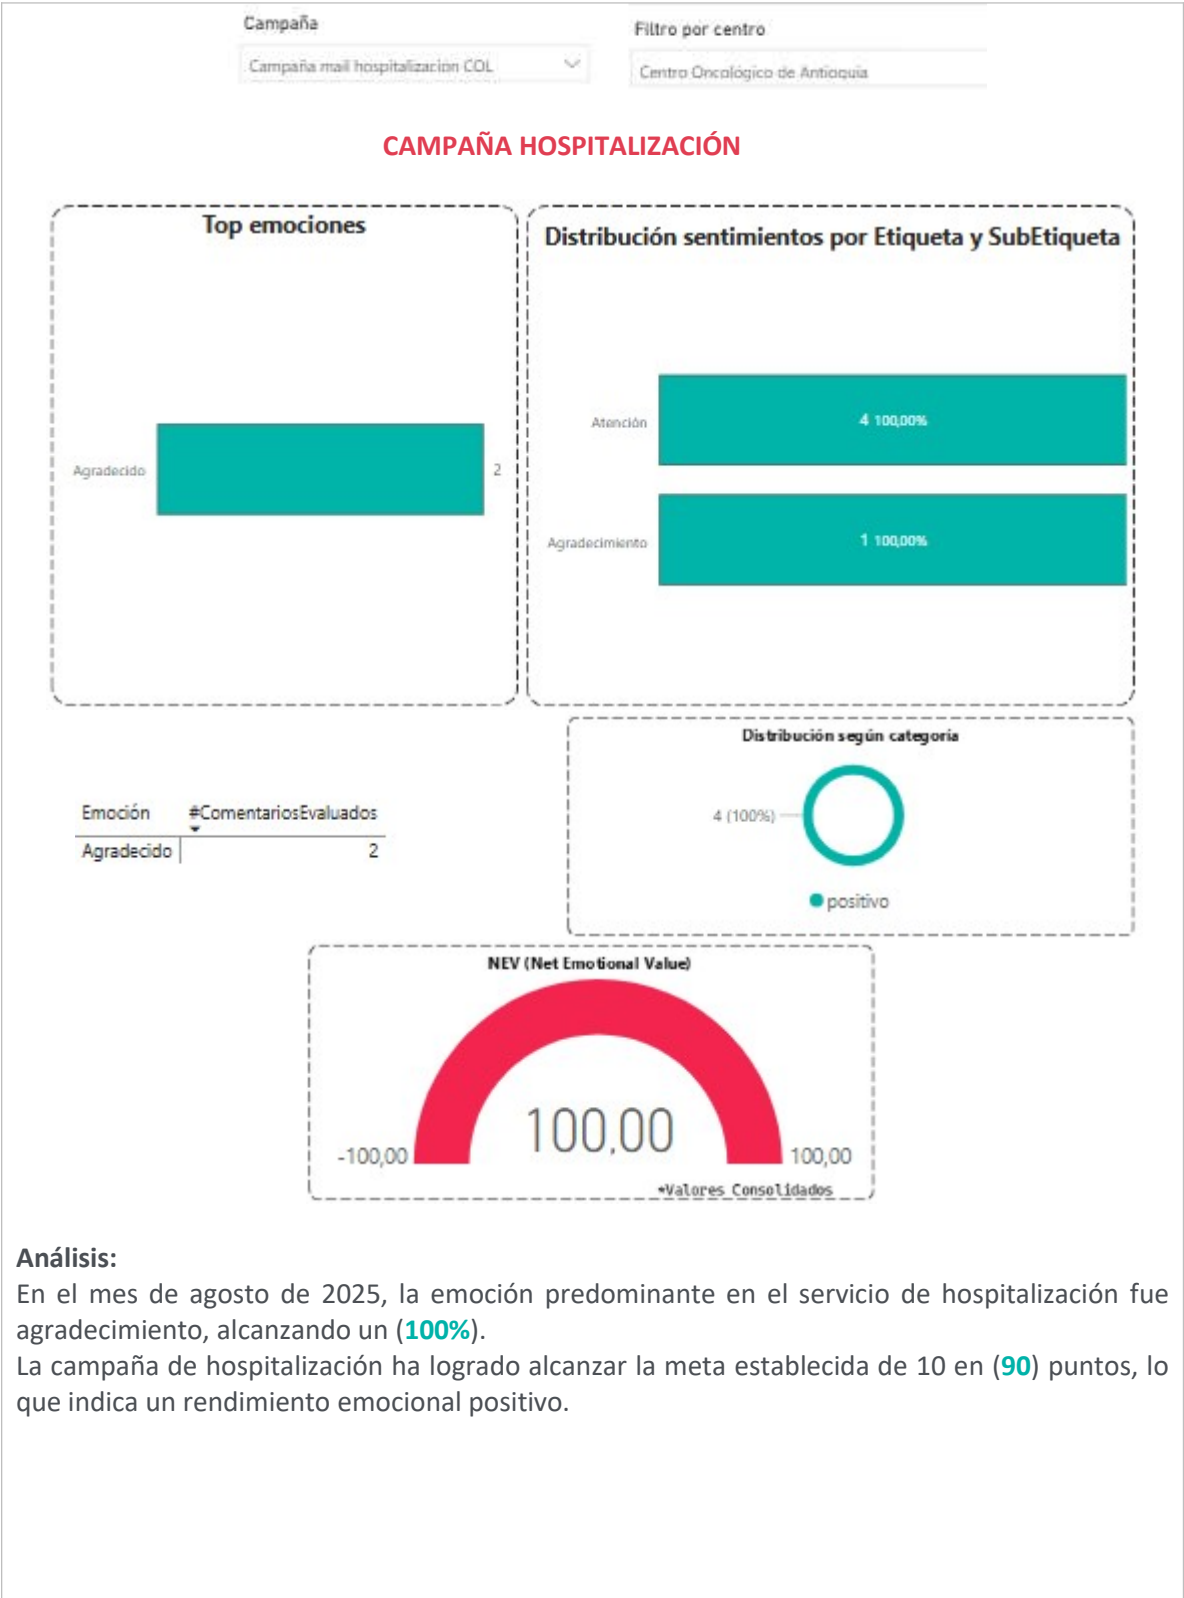 Campaña
Filtro por centro
Campaña mail hospitalizacion COL
Centro Oncológico de Antioquia
CAMPAÑA HOSPITALIZACIÓN
Top emociones
Agradecido
2
Distribución sentimientos por Etiqueta y SubEtiqueta
Atención
4 100,00%
Agradecimiento
1 100,00%
Emoción #ComentariosEvaluados
Agradecido 2
Distribución según categoría
4 (100%)
positivo
NEV (Net Emotional Value)
100,00
-100,00
100,00
*Valores Consolidados
Análisis:
En el mes de agosto de 2025, la emoción predominante en el servicio de hospitalización fue
agradecimiento, alcanzando un (100%).
La campaña de hospitalización ha logrado alcanzar la meta establecida de 10 en (90) puntos, lo
que indica un rendimiento emocional positivo.